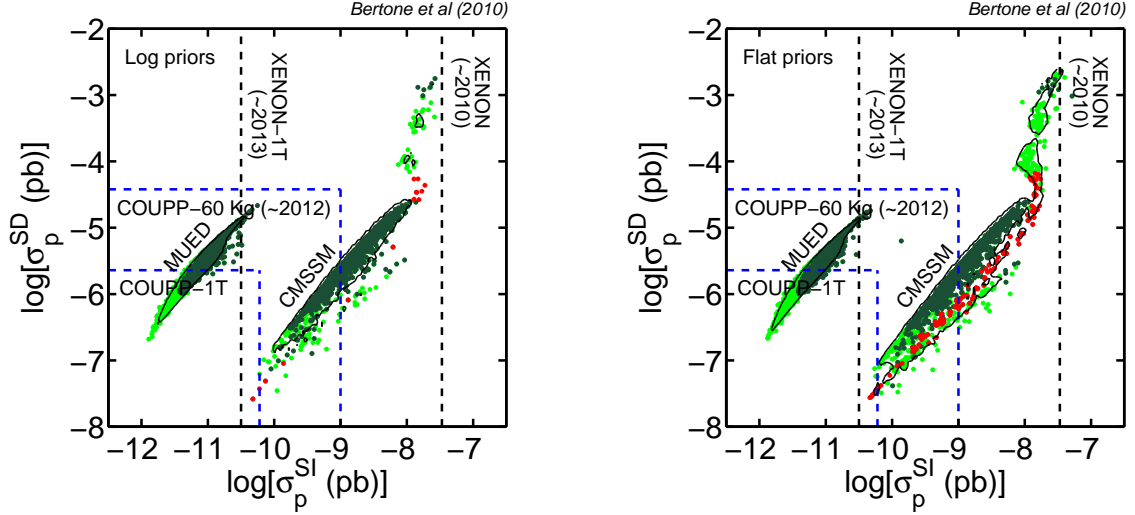 Bertone et al (2010)
−2
−3
−4
−5
−6
−7
−8
log[σ_p^SD (pb)]
Log priors
XENON−1T
(~2013)
XENON
(~2010)
COUPP−60 Kg (~2012)
MUED
COUPP−1T
CMSSM
−12 −11 −10 −9 −8 −7
log[σ_p^SI (pb)]
Bertone et al (2010)
−2
−3
−4
−5
−6
−7
−8
log[σ_p^SD (pb)]
Flat priors
XENON−1T
(~2013)
XENON
(~2010)
COUPP−60 Kg (~2012)
MUED
COUPP−1T
CMSSM
−12 −11 −10 −9 −8 −7
log[σ_p^SI (pb)]